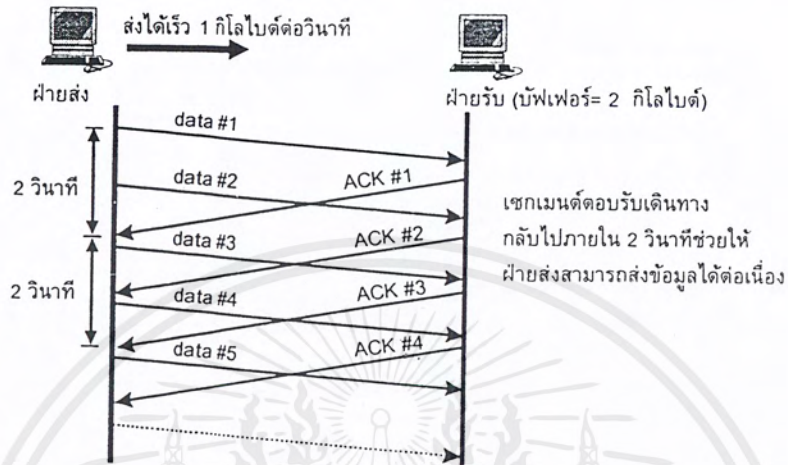 ส่งได้เร็ว 1 กิโลไบต์ต่อวินาที
ฝ่ายส่ง
ฝ่ายรับ (บัฟเฟอร์= 2 กิโลไบต์)
data #1
ACK #1
2 วินาที
data #2
เซกเมนต์ตอบรับเดินทาง
กลับไปภายใน 2 วินาทีช่วยให้
ฝ่ายส่งสามารถส่งข้อมูลได้ต่อเนื่อง
ACK #2
data #3
2 วินาที
ACK #3
data #4
ACK #4
data #5